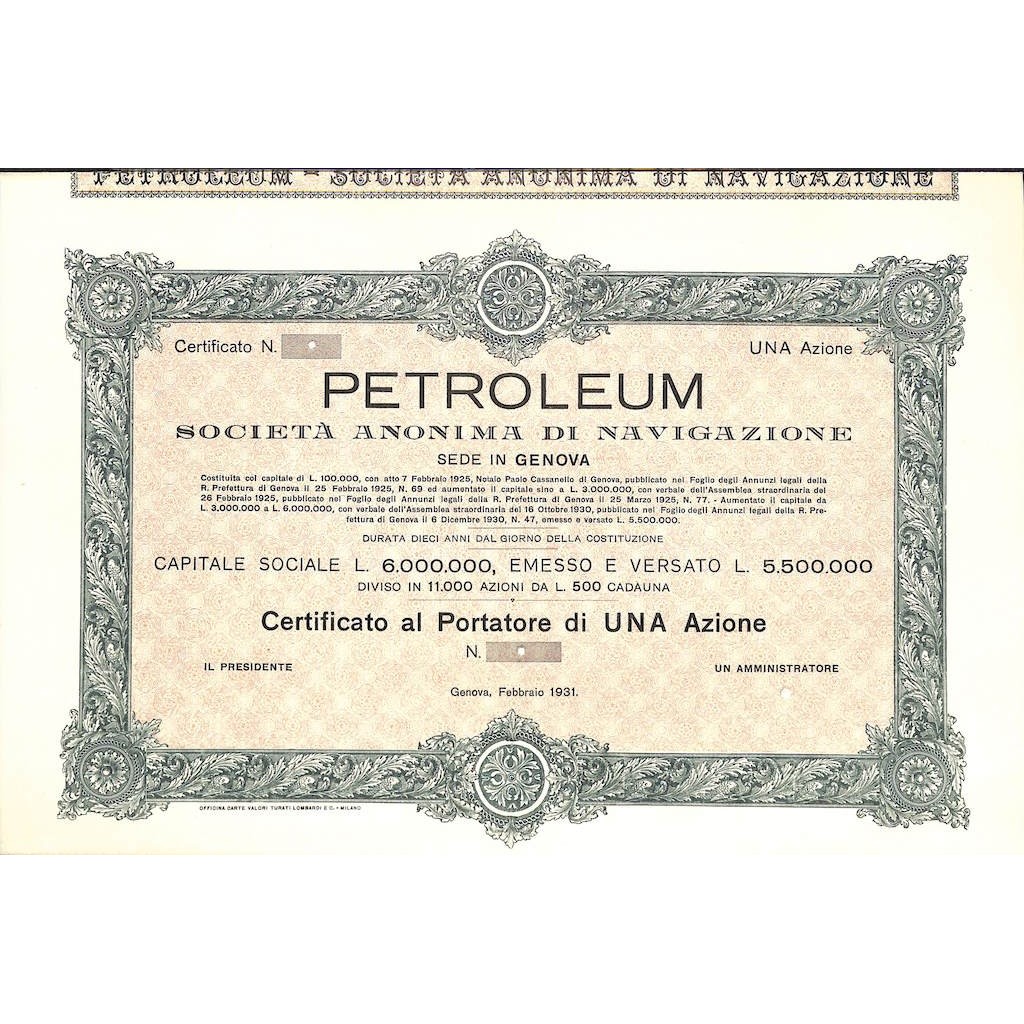 PETROLEUM - SOCIETÀ ANONIMA DI NAVIGAZIONE
Certificato N.
UNA Azione
PETROLEUM
SOCIETÀ ANONIMA DI NAVIGAZIONE
SEDE IN GENOVA
Costituita col capitale di L. 100.000, con atto 7 Febbraio 1925, Notaio Paolo Cassanello di Genova, pubblicato nel Foglio degli Annunzi legali della
R. Prefettura di Genova il 25 Febbraio 1925, N. 69 ed aumentato il capitale sino a L. 3.000.000, con verbale dell'Assemblea straordinaria del
26 Febbraio 1925, pubblicato nel Foglio degli Annunzi legali della R. Prefettura di Genova il 25 Marzo 1925, N. 77. - Aumentato il capitale da
L. 3.000.000 a L. 6.000.000, con verbale dell'Assemblea straordinaria del 16 Ottobre 1930, pubblicato nel Foglio degli Annunzi legali della R. Pre-
fettura di Genova il 6 Dicembre 1930, N. 47, emesso e versato L. 5.500.000.
DURATA DIECI ANNI DAL GIORNO DELLA COSTITUZIONE
CAPITALE SOCIALE L. 6.000.000, EMESSO E VERSATO L. 5.500.000
DIVISO IN 11.000 AZIONI DA L. 500 CADAUNA
Certificato al Portatore di UNA Azione
N.
IL PRESIDENTE
UN AMMINISTRATORE
Genova, Febbraio 1931.
OFFICINA CARTE VALORI TURATI LOMBARDI E C. - MILANO